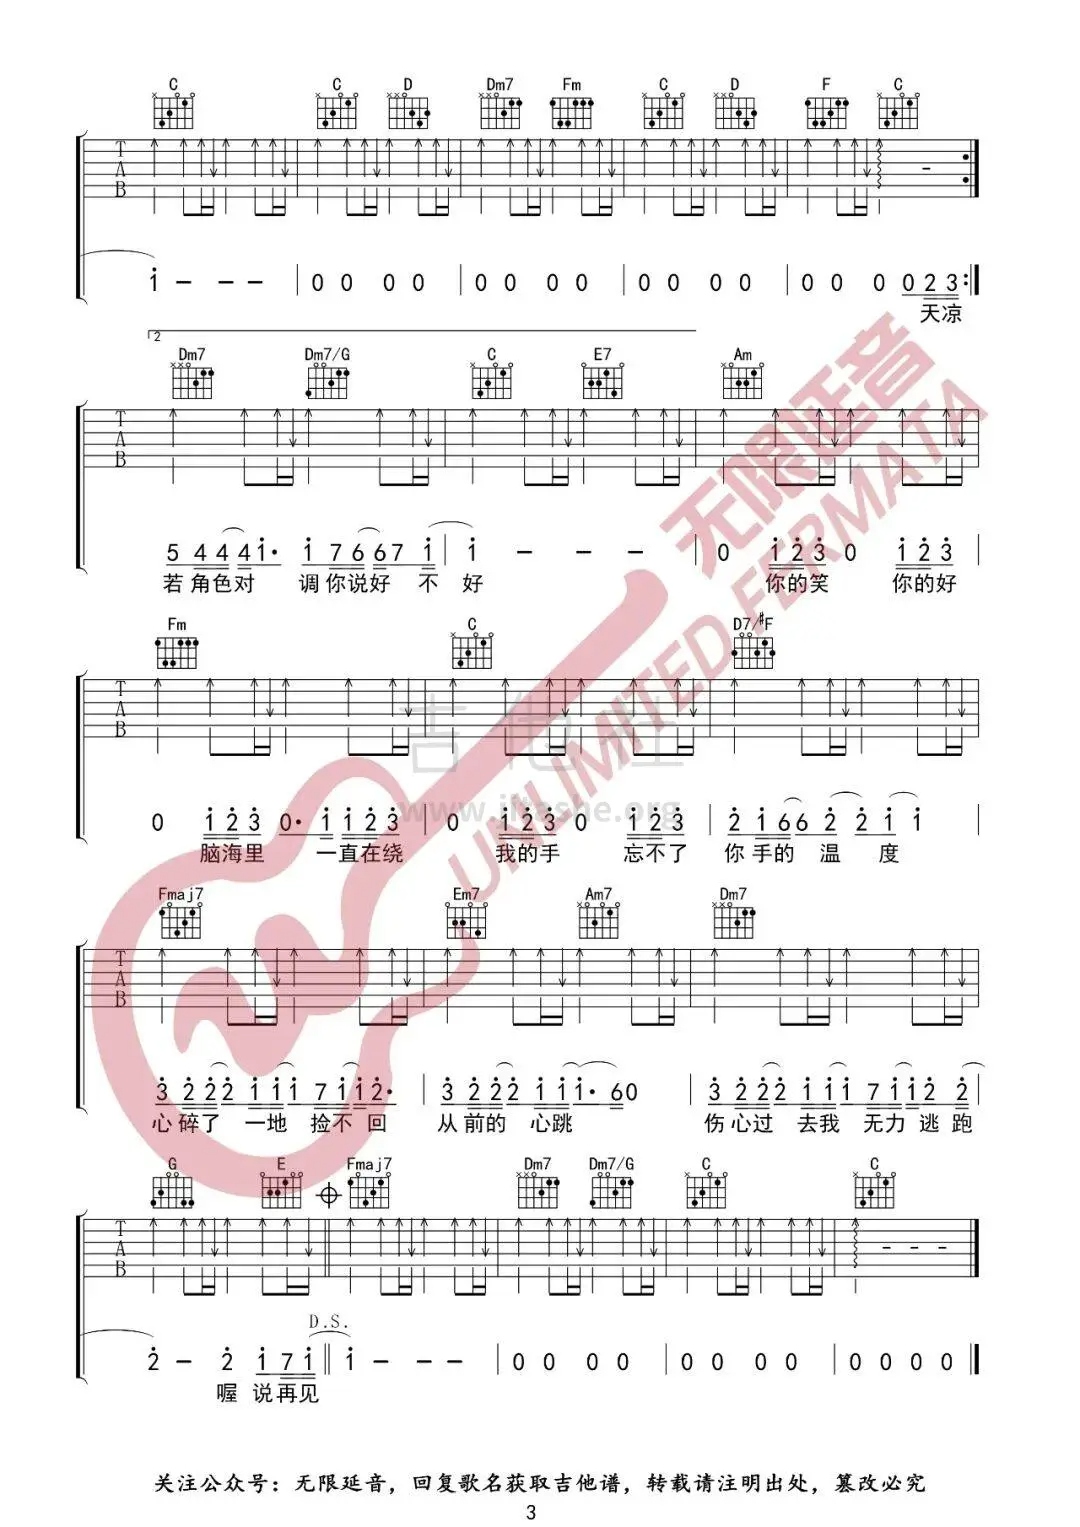 C C D Dm7 Fm C D F C
T
A
B
1 - - - | 0 0 0 0 | 0 0 0 0 | 0 0 0 0 | 0 0 0 0 2 3
天凉
2
Dm7 Dm7/G C E7 Am
T
A
B
5 4 4 4 1· 1 7 6 6 7 1 | 1 - - - | 0 1 2 3 0 1 2 3
若角色对 调你说好 不 好 你的笑 你的好
Fm C D7/#F
T
A
B
0 1 2 3 0· 1 1 2 3 | 0 1 2 3 0 1 2 3 | 2 1 6 6 2 2 1 1
脑海里 一直在绕 我的手 忘不了 你手的 温 度
Fmaj7 Em7 Am7 Dm7
T
A
B
3 2 2 2 1 1 1 7 1 1 2· | 3 2 2 2 1 1 1· 6 0 | 3 2 2 2 1 1 1 7 1 1 2 2
心碎了 一地 捡不回 从前的 心跳 伤心过 去我 无力 逃 跑
G E Fmaj7 Dm7 Dm7/G C C
T
A
B
- - -
D.S.
2 - 2 1 7 1 || 1 - - - | 0 0 0 0 | 0 0 0 0 | 0 0 0 0
喔 说再见
无限延音
UNLIMITED FERMATA
吉他社
www.jitashe.org
关注公众号：无限延音，回复歌名获取吉他谱，转载请注明出处，篡改必究
3